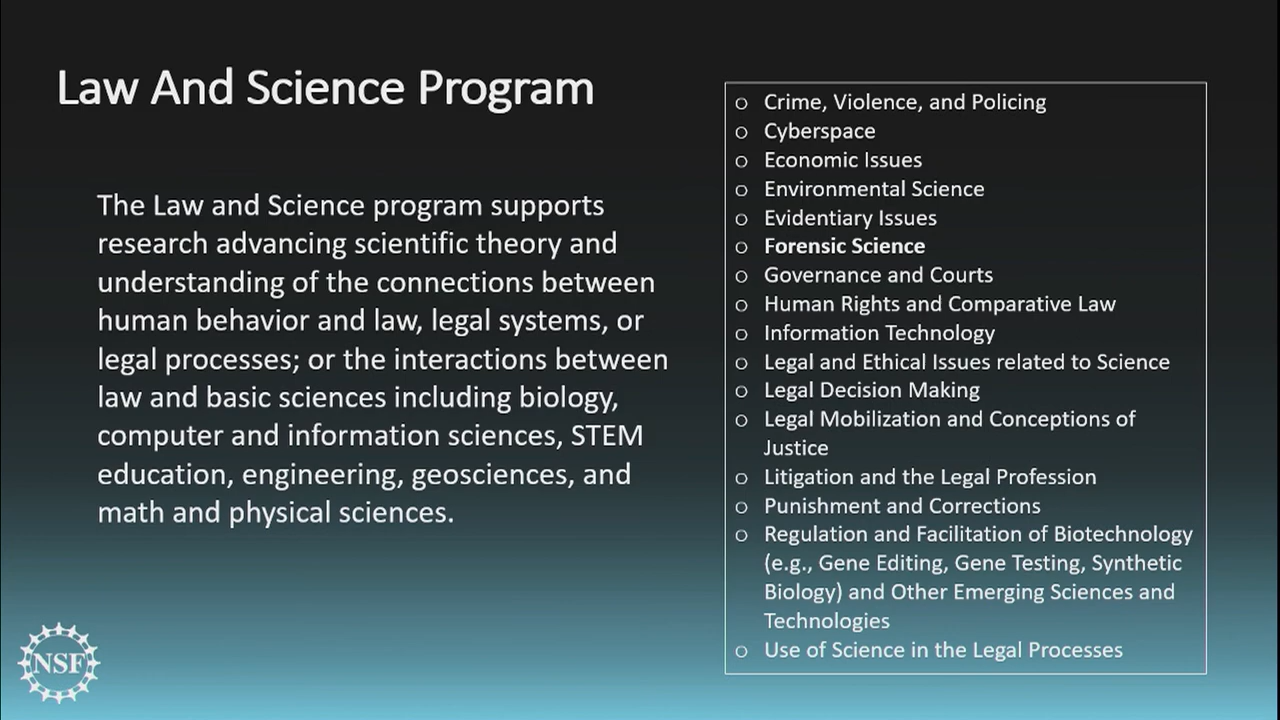 Law And Science Program
The Law and Science program supports
research advancing scientific theory and
understanding of the connections between
human behavior and law, legal systems, or
legal processes; or the interactions between
law and basic sciences including biology,
computer and information sciences, STEM
education, engineering, geosciences, and
math and physical sciences.
o Crime, Violence, and Policing
o Cyberspace
o Economic Issues
o Environmental Science
o Evidentiary Issues
o Forensic Science
o Governance and Courts
o Human Rights and Comparative Law
o Information Technology
o Legal and Ethical Issues related to Science
o Legal Decision Making
o Legal Mobilization and Conceptions of
Justice
o Litigation and the Legal Profession
o Punishment and Corrections
o Regulation and Facilitation of Biotechnology
(e.g., Gene Editing, Gene Testing, Synthetic
Biology) and Other Emerging Sciences and
Technologies
o Use of Science in the Legal Processes
NSF